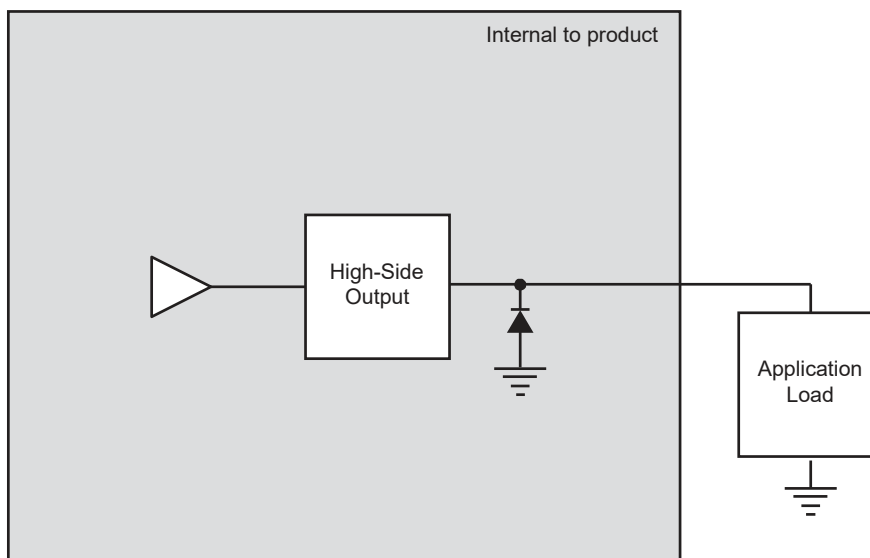 Internal to product
High-Side
Output
Application
Load